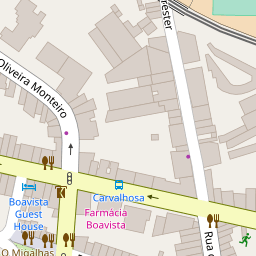 rester
Oliveira Monteiro
Carvalhosa
Boavista
Guest
House
Farmácia
Boavista
Rua
O Migalhas